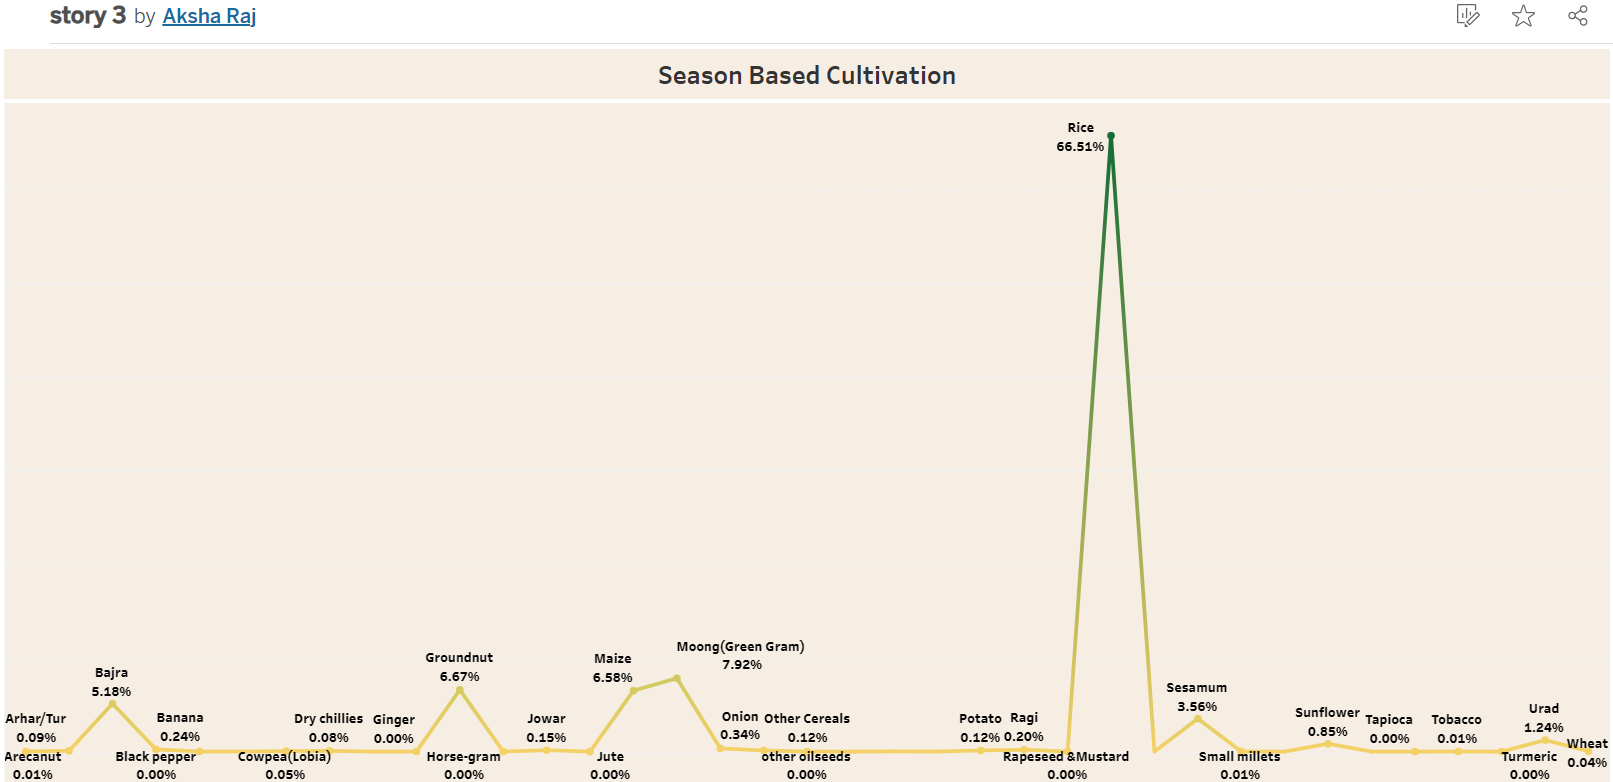 story 3 by Aksha Raj
Season Based Cultivation
Rice
66.51%
Moong(Green Gram)
7.92%
Groundnut
6.67%
Maize
6.58%
Bajra
5.18%
Sesamum
3.56%
Urad
1.24%
Sunflower
0.85%
Arhar/Tur
0.09%
Banana
0.24%
Dry chillies
0.08%
Ginger
0.00%
Jowar
0.15%
Onion
0.34%
Other Cereals
0.12%
Potato
0.12%
Ragi
0.20%
Tapioca
0.00%
Tobacco
0.01%
Wheat
0.04%
Arecanut
0.01%
Black pepper
0.00%
Cowpea(Lobia)
0.05%
Horse-gram
0.00%
Jute
0.00%
other oilseeds
0.00%
Rapeseed &Mustard
0.00%
Small millets
0.01%
Turmeric
0.00%